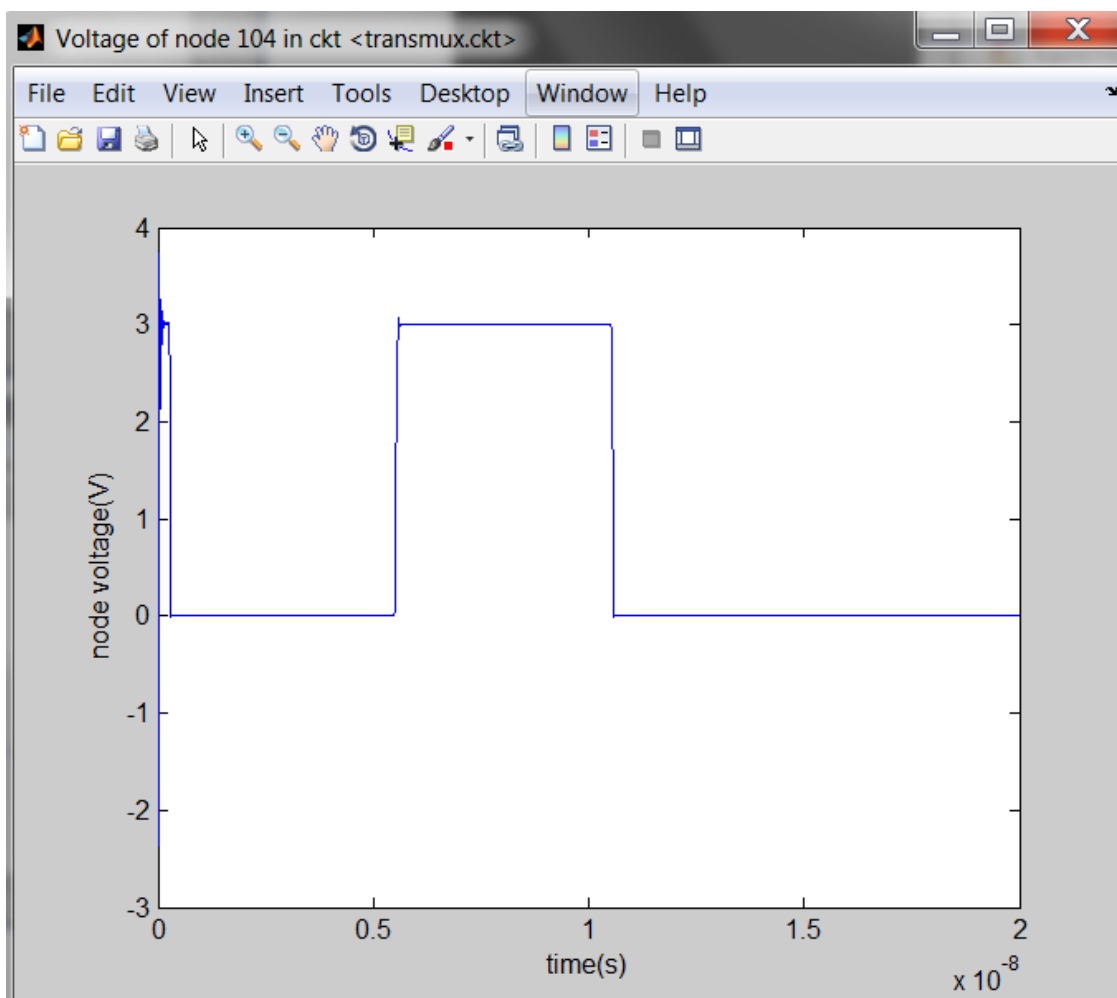 Voltage of node 104 in ckt <transmux.ckt>
File Edit View Insert Tools Desktop Window Help
4
3
2
1
0
-1
-2
-3
node voltage(V)
0 0.5 1 1.5 2
time(s)
x 10^-8